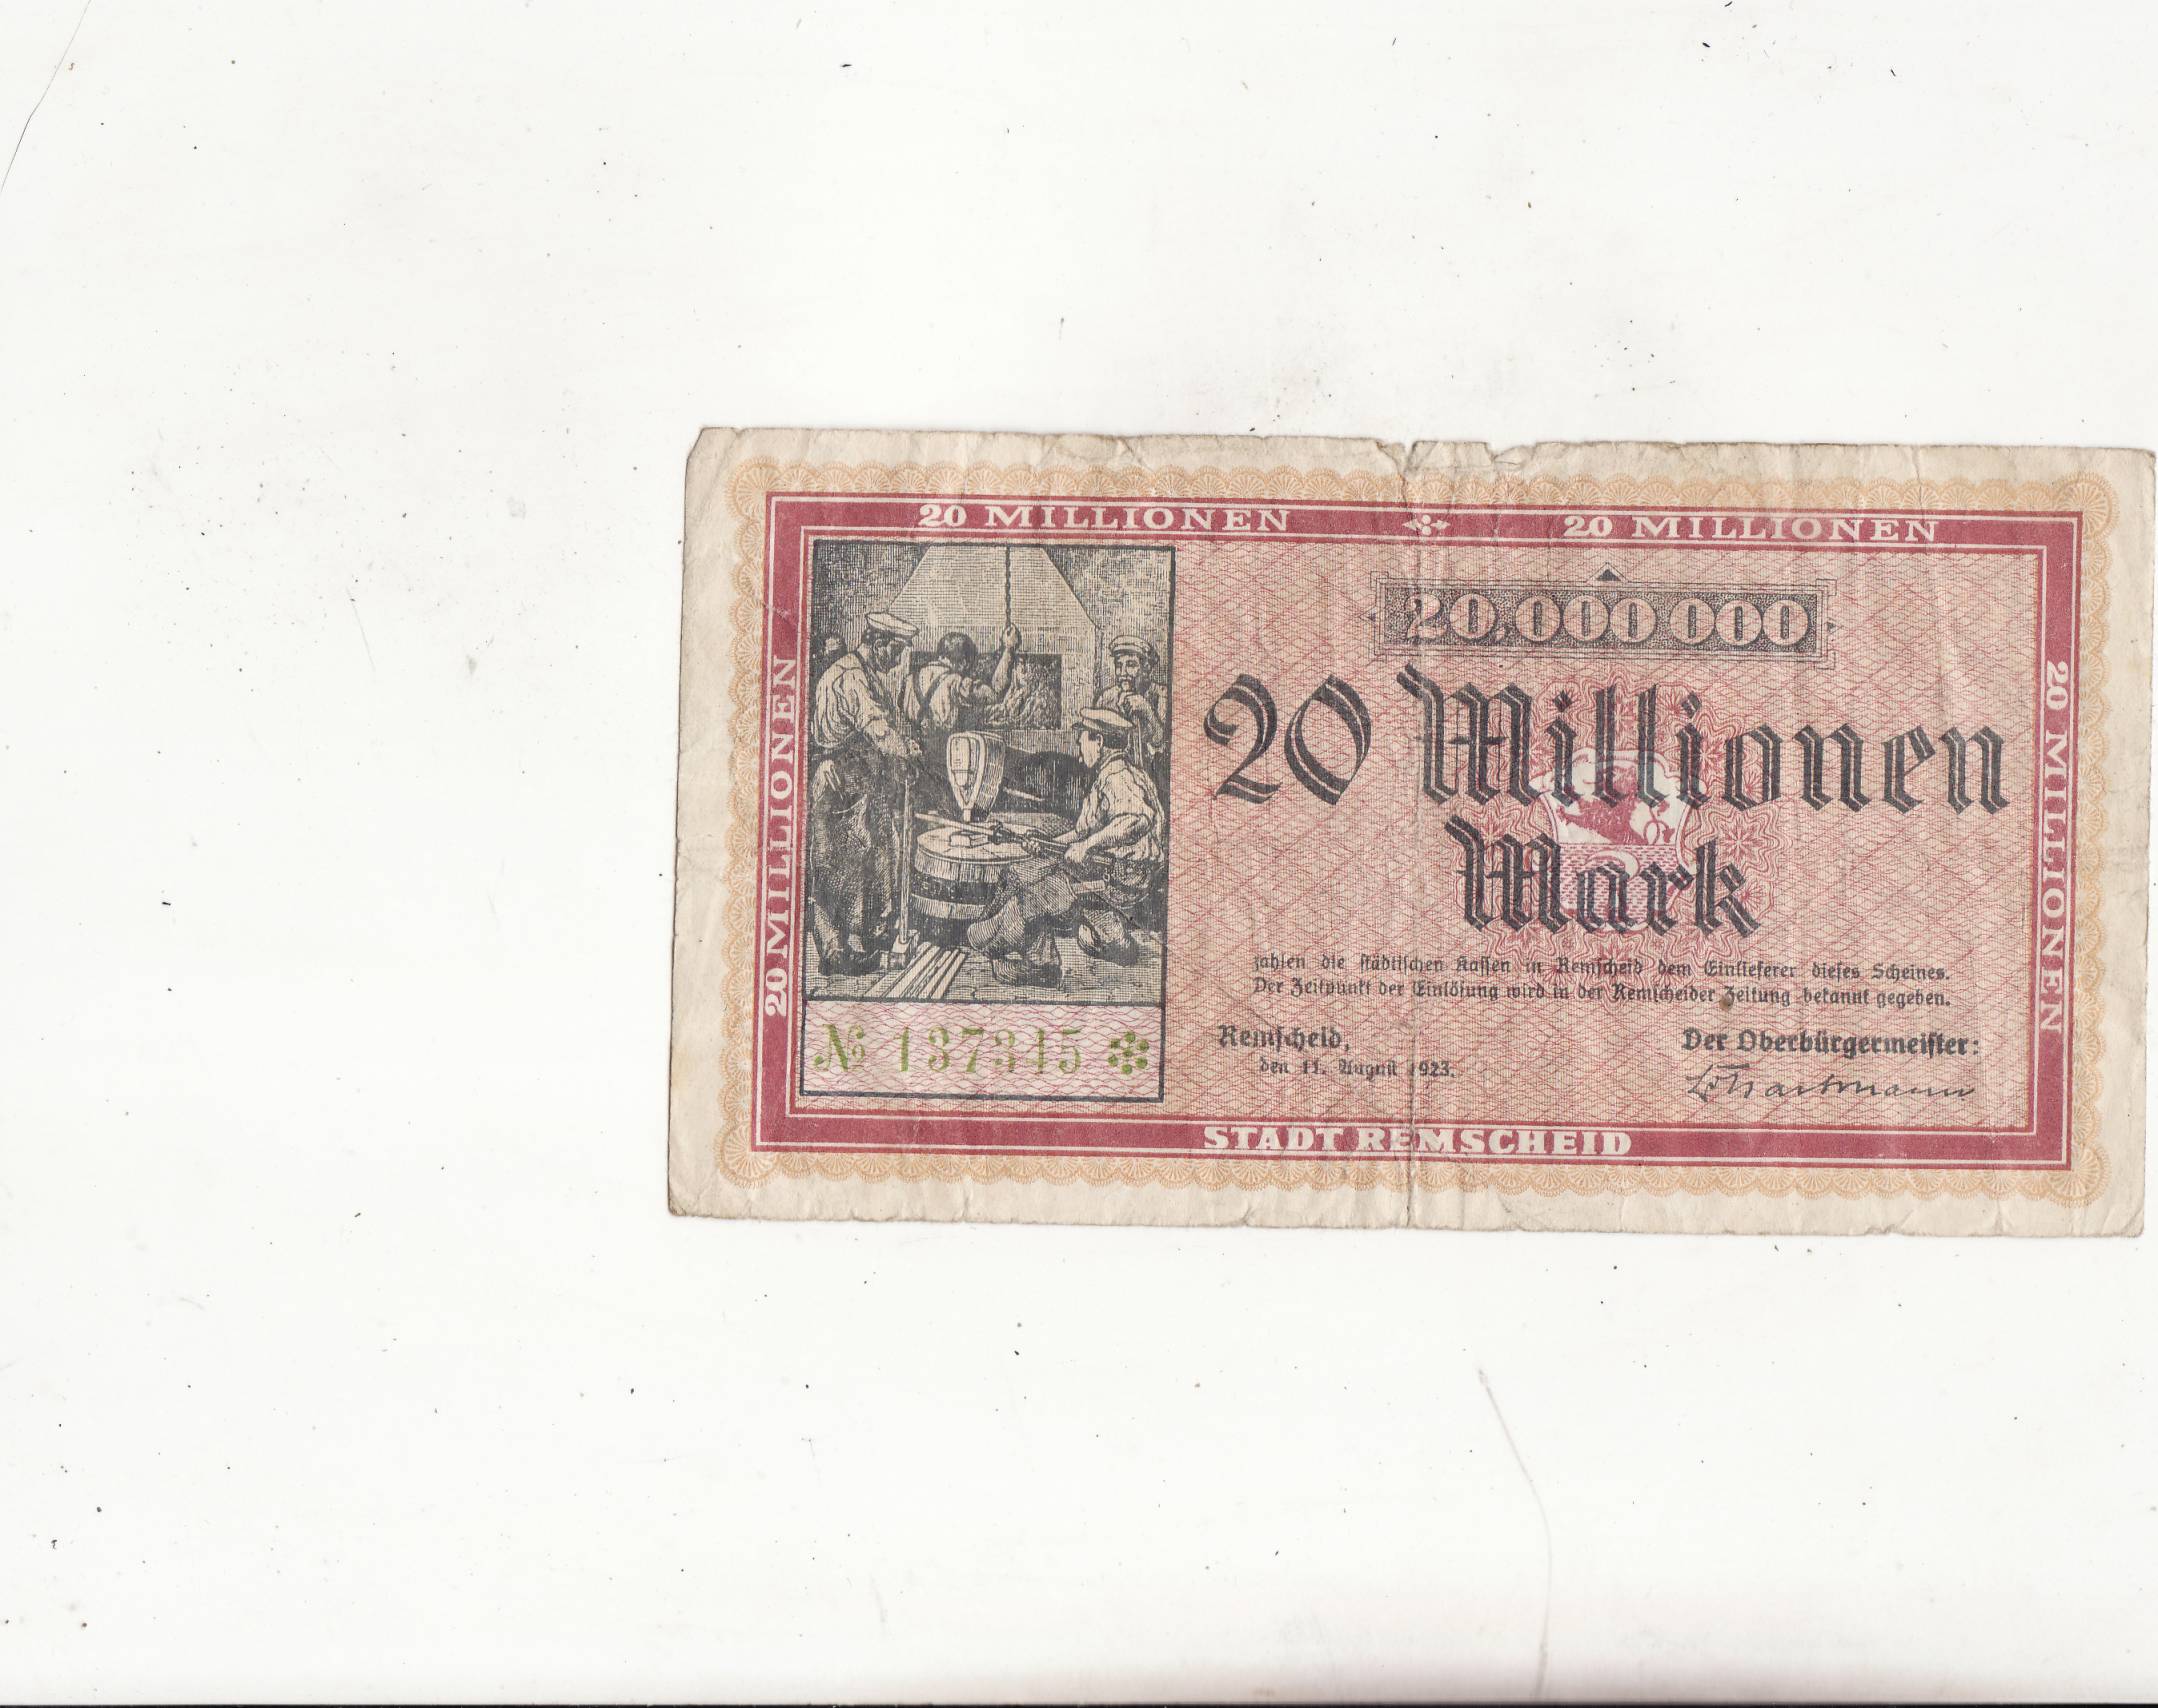 20 MILLIONEN 20 MILLIONEN
20 MILLIONEN
20 MILLIONEN
20,000000
20 Millionen
Mark
zahlen die städtischen Kassen in Remscheid dem Einlieferer dieses Scheines.
Der Zeitpunkt der Einlösung wird in der Remscheider Zeitung bekannt gegeben.
Remscheid,
den 11. August 1923.
Der Oberbürgermeister:
Hartmann
№ 137345
STADT REMSCHEID